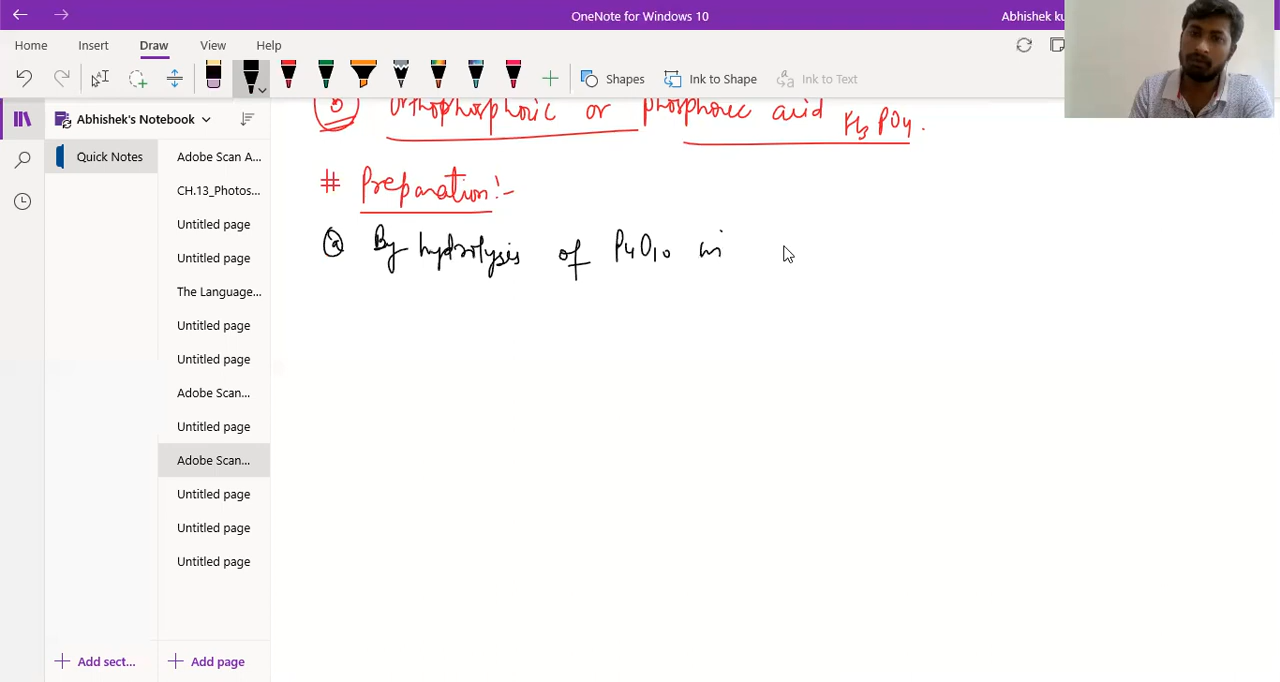 OneNote for Windows 10
Abhishek ku
Home Insert Draw View Help
Shapes Ink to Shape Ink to Text
Abhishek's Notebook
Quick Notes
Adobe Scan A...
CH.13_Photos...
Untitled page
Untitled page
The Language...
Untitled page
Untitled page
Adobe Scan...
Untitled page
Adobe Scan...
Untitled page
Untitled page
Untitled page
Add sect...
Add page
(b) Orthophosphoric or phosphoric acid H3PO4.
# Preparation:-
(a) By hydrolysis of P4O10 in